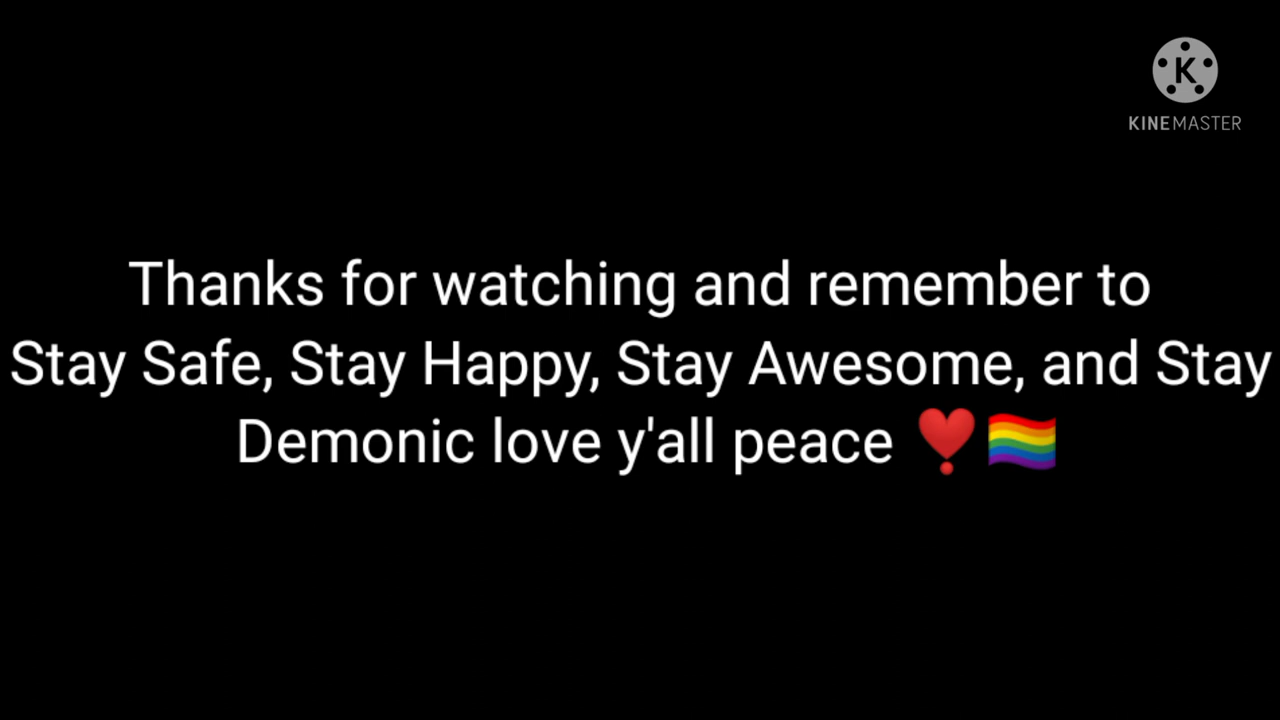 K
KINEMASTER
Thanks for watching and remember to
Stay Safe, Stay Happy, Stay Awesome, and Stay
Demonic love y'all peace ❣️🏳️‍🌈